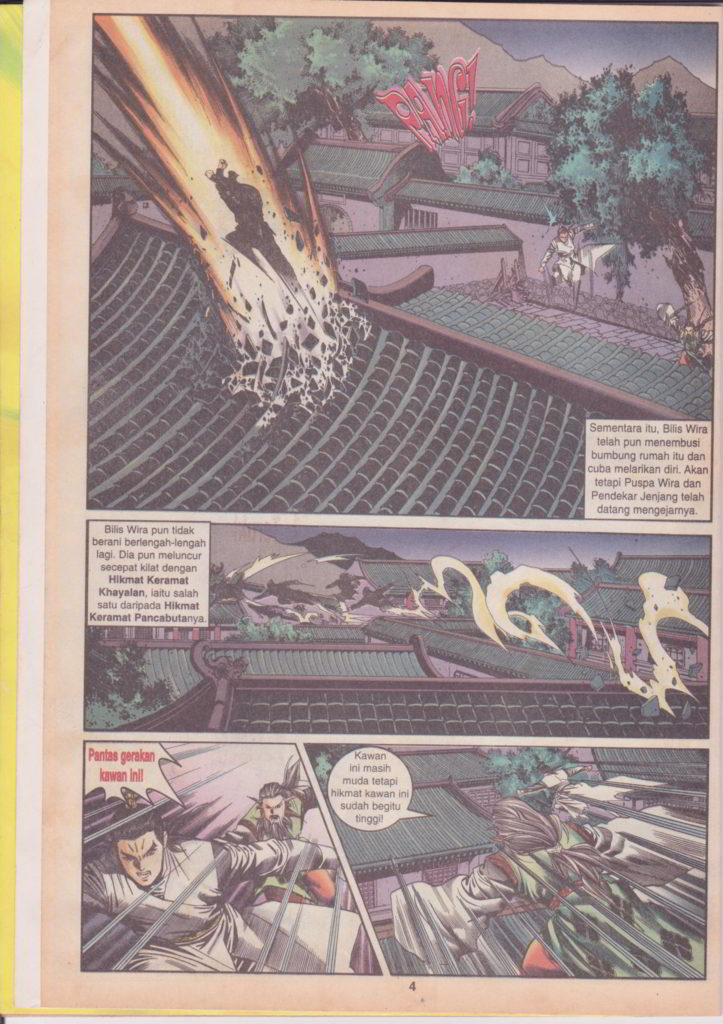 PANG!
Sementara itu, Bilis Wira
telah pun menembusi
bumbung rumah itu dan
cuba melarikan diri. Akan
tetapi Puspa Wira dan
Pendekar Jenjang telah
datang mengejarnya.
Bilis Wira pun tidak
berani berlengah-lengah
lagi. Dia pun meluncur
secepat kilat dengan
Hikmat Keramat
Khayalan, iaitu salah
satu daripada Hikmat
Keramat Pancabutanya.
Pantas gerakan
kawan ini!
Kawan
ini masih
muda tetapi
hikmat kawan ini
sudah begitu
tinggi!
4